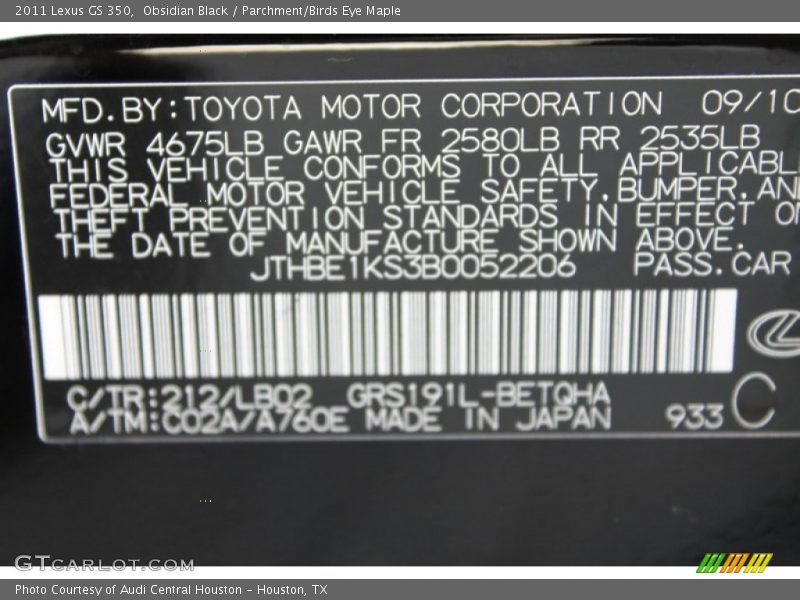 2011 Lexus GS 350,  Obsidian Black / Parchment/Birds Eye Maple
MFD.BY:TOYOTA MOTOR CORPORATION 09/10
GVWR 4675LB GAWR FR 2580LB RR 2535LB
THIS VEHICLE CONFORMS TO ALL APPLICABL
FEDERAL MOTOR VEHICLE SAFETY,BUMPER,AN
THEFT PREVENTION STANDARDS IN EFFECT O
THE DATE OF MANUFACTURE SHOWN ABOVE.
JTHBE1KS3B0052206 PASS.CAR
C/TR:212/LB02 GRS191L-BETQHA
A/TM:C02A/A760E MADE IN JAPAN 933 C
GTCARLOT.COM
Photo Courtesy of Audi Central Houston - Houston, TX